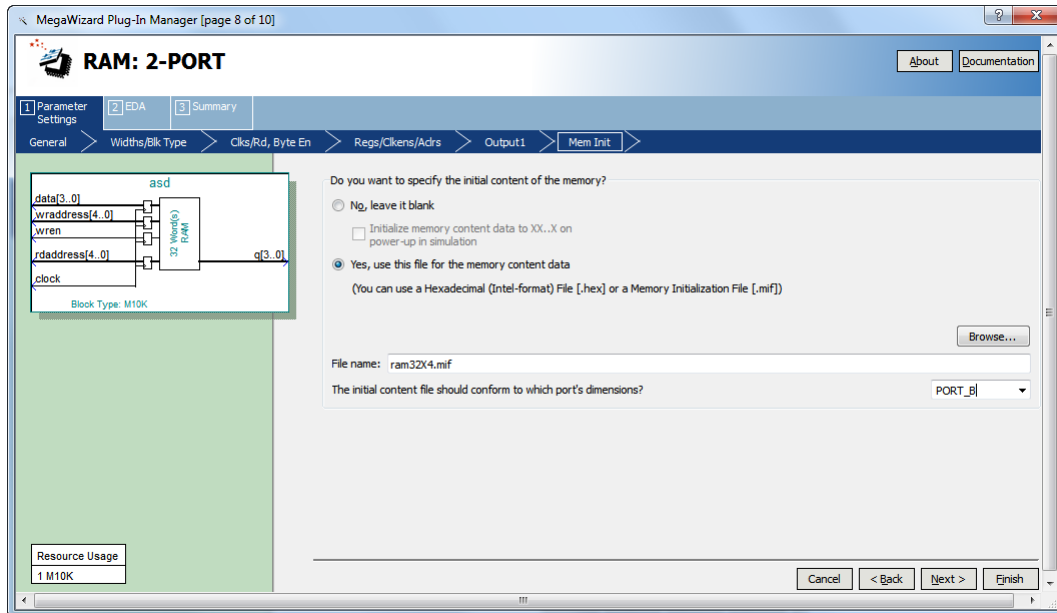 MegaWizard Plug-In Manager [page 8 of 10]
RAM: 2-PORT
About
Documentation
1 Parameter Settings
2 EDA
3 Summary
General
Widths/Blk Type
Clks/Rd, Byte En
Regs/Clkens/Adrs
Output1
Mem Init
asd
data[3..0]
wraddress[4..0]
wren
rdaddress[4..0]
clock
32 Word(s)
RAM
q[3..0]
Block Type: M10K
Do you want to specify the initial content of the memory?
No, leave it blank
Initialize memory content data to XX..X on
power-up in simulation
Yes, use this file for the memory content data
(You can use a Hexadecimal (Intel-format) File [.hex] or a Memory Initialization File [.mif])
Browse...
File name: ram32X4.mif
The initial content file should conform to which port's dimensions?
PORT_B
Resource Usage
1 M10K
Cancel
< Back
Next >
Finish